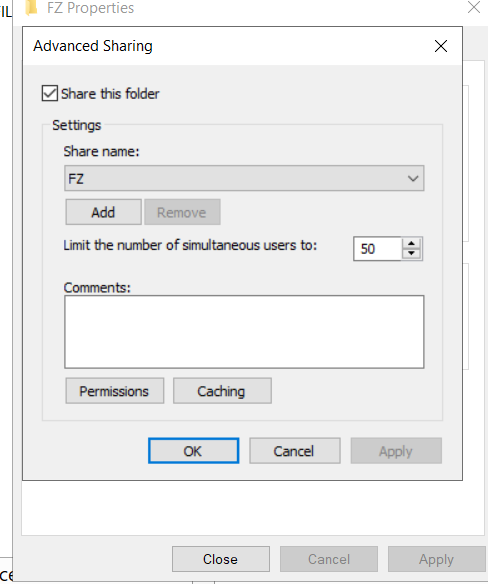 IL
FZ Properties
Advanced Sharing
Share this folder
Settings
Share name:
FZ
Add Remove
Limit the number of simultaneous users to: 50
Comments:
Permissions Caching
OK Cancel Apply
Close Cancel Apply
ce